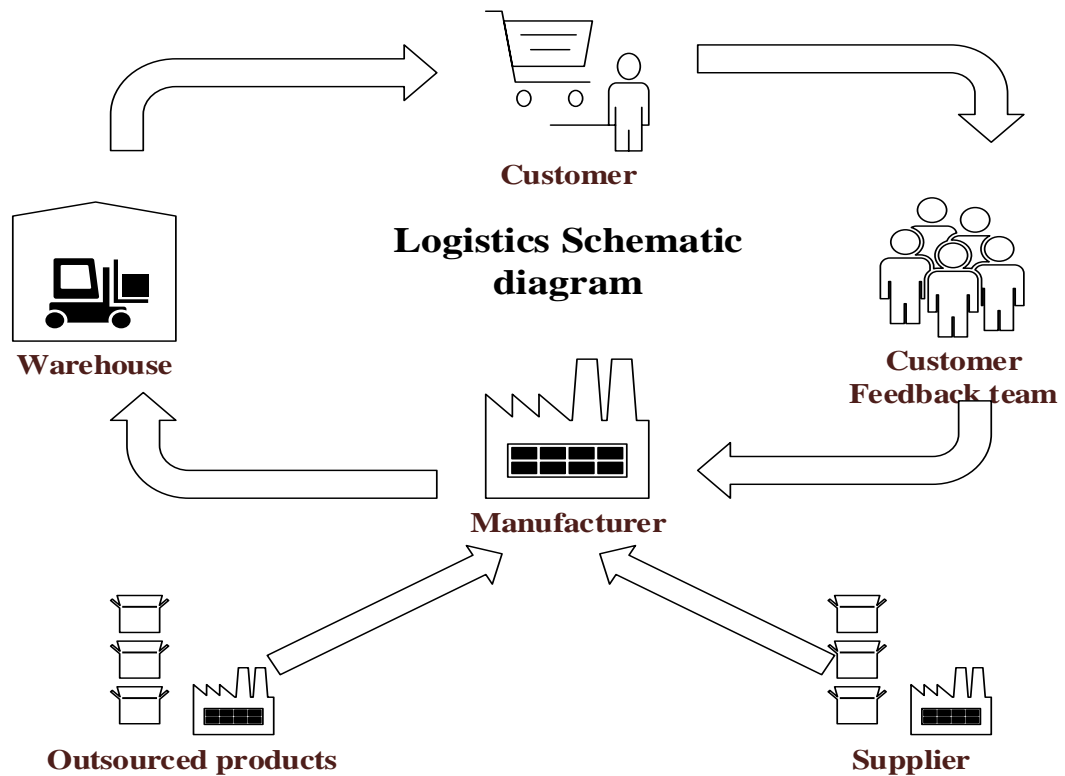 Customer
Logistics Schematic
diagram
Warehouse
Customer
Feedback team
Manufacturer
Outsourced products
Supplier